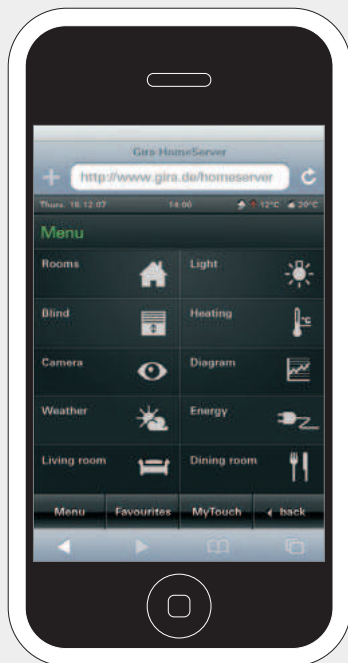 Gira HomeServer
http://www.gira.de/homeserver
Thurs. 18.12.07 14:00 12°C 20°C
Menu
Rooms Light
Blind Heating
°C
Camera Diagram
Weather Energy
Living room Dining room
Menu Favourites MyTouch back